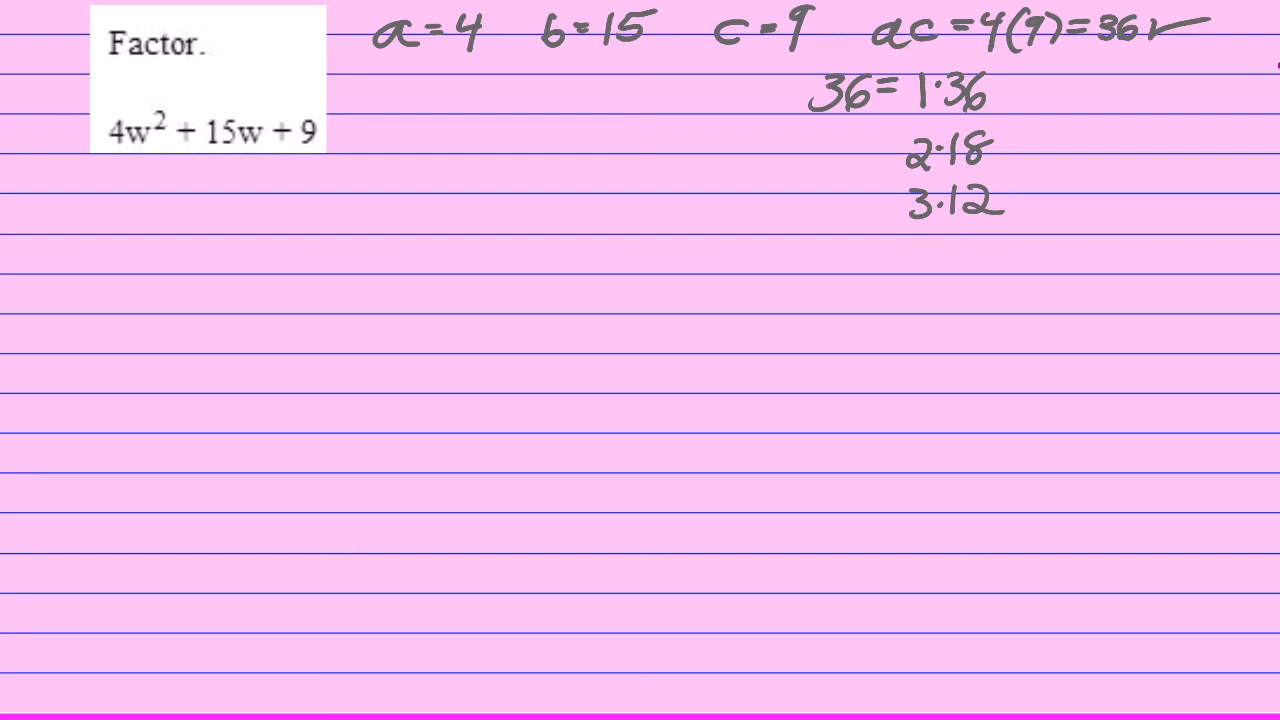 Factor.
4w² + 15w + 9
a = 4 b = 15 c = 9 ac = 4(9) = 36 ✓
36 = 1·36
2·18
3·12